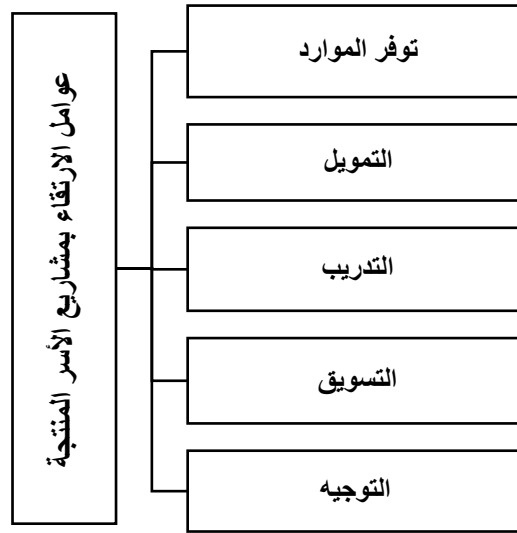 عوامل الارتقاء بمشاريع الأسر المنتجة
توفر الموارد
التمويل
التدريب
التسويق
التوجيه